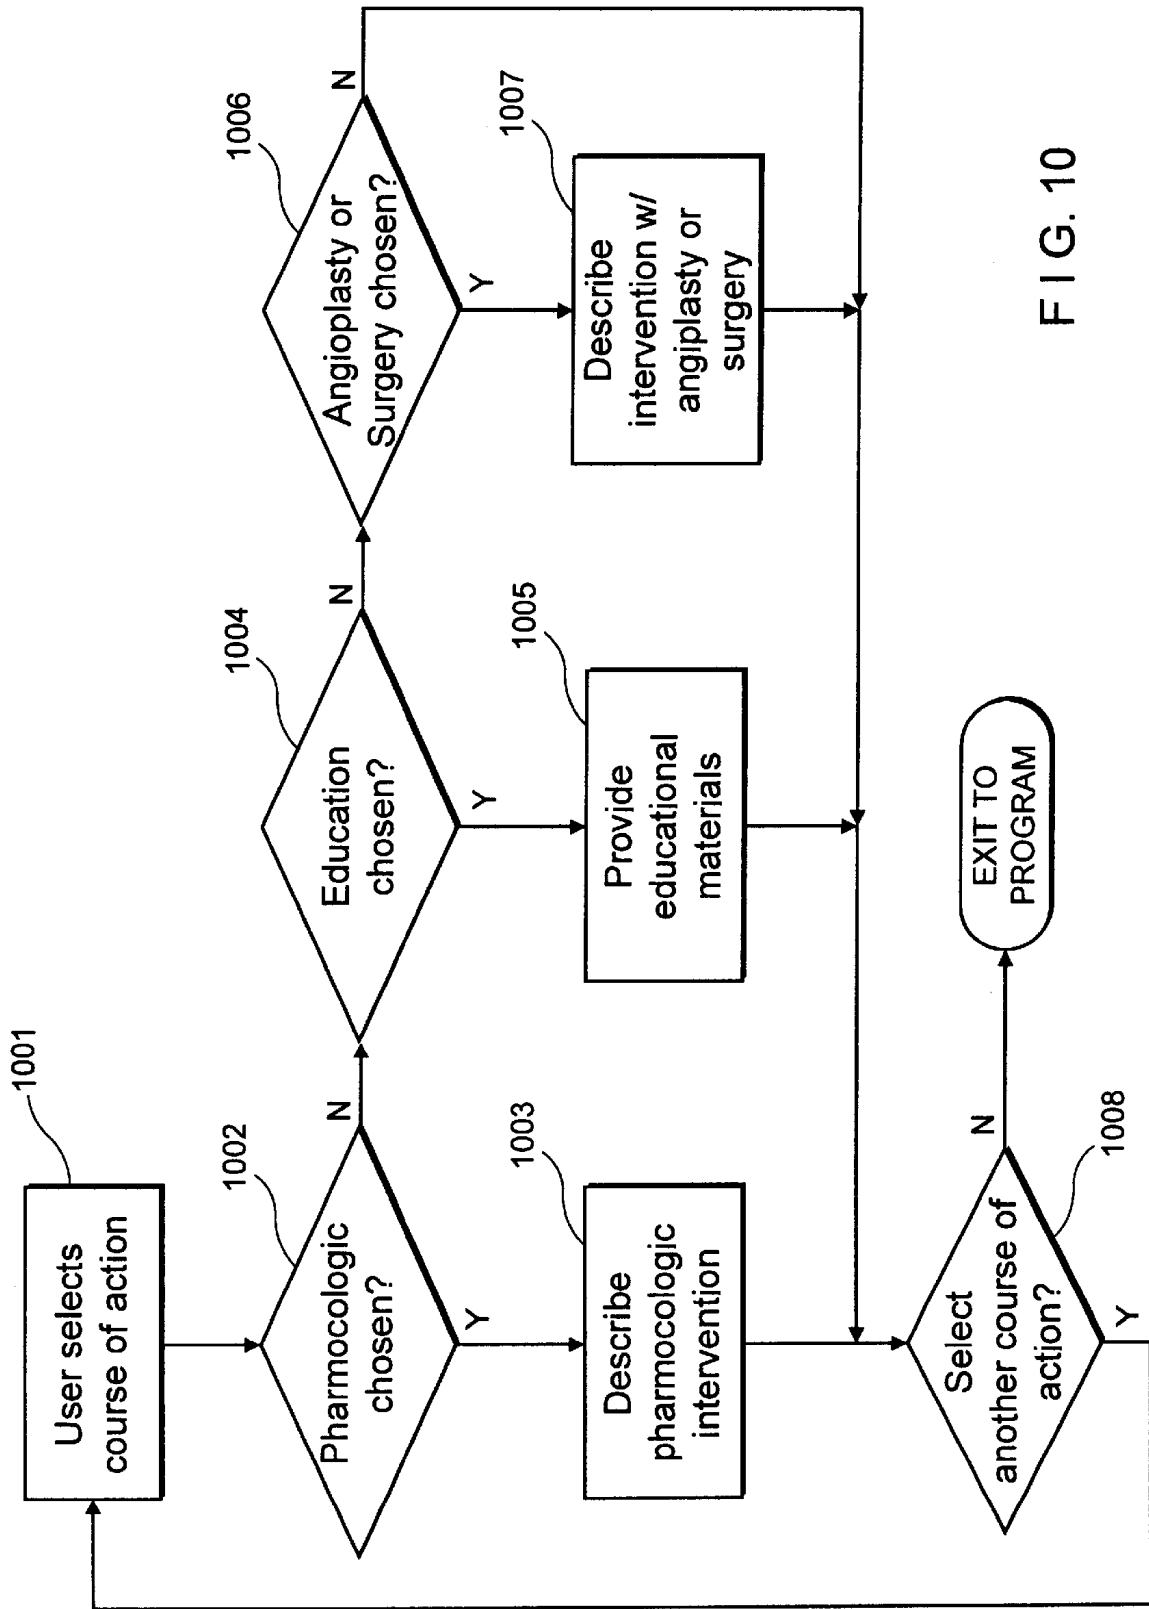 1001
User selects
course of action
1002
Pharmocologic
chosen?
N
Y
1004
Education
chosen?
N
Y
1006
Angioplasty or
Surgery chosen?
N
Y
1003
Describe
pharmocologic
intervention
1005
Provide
educational
materials
1007
Describe
intervention w/
angiplasty or
surgery
Select
another course of
action?
N
Y
1008
EXIT TO
PROGRAM
FIG. 10